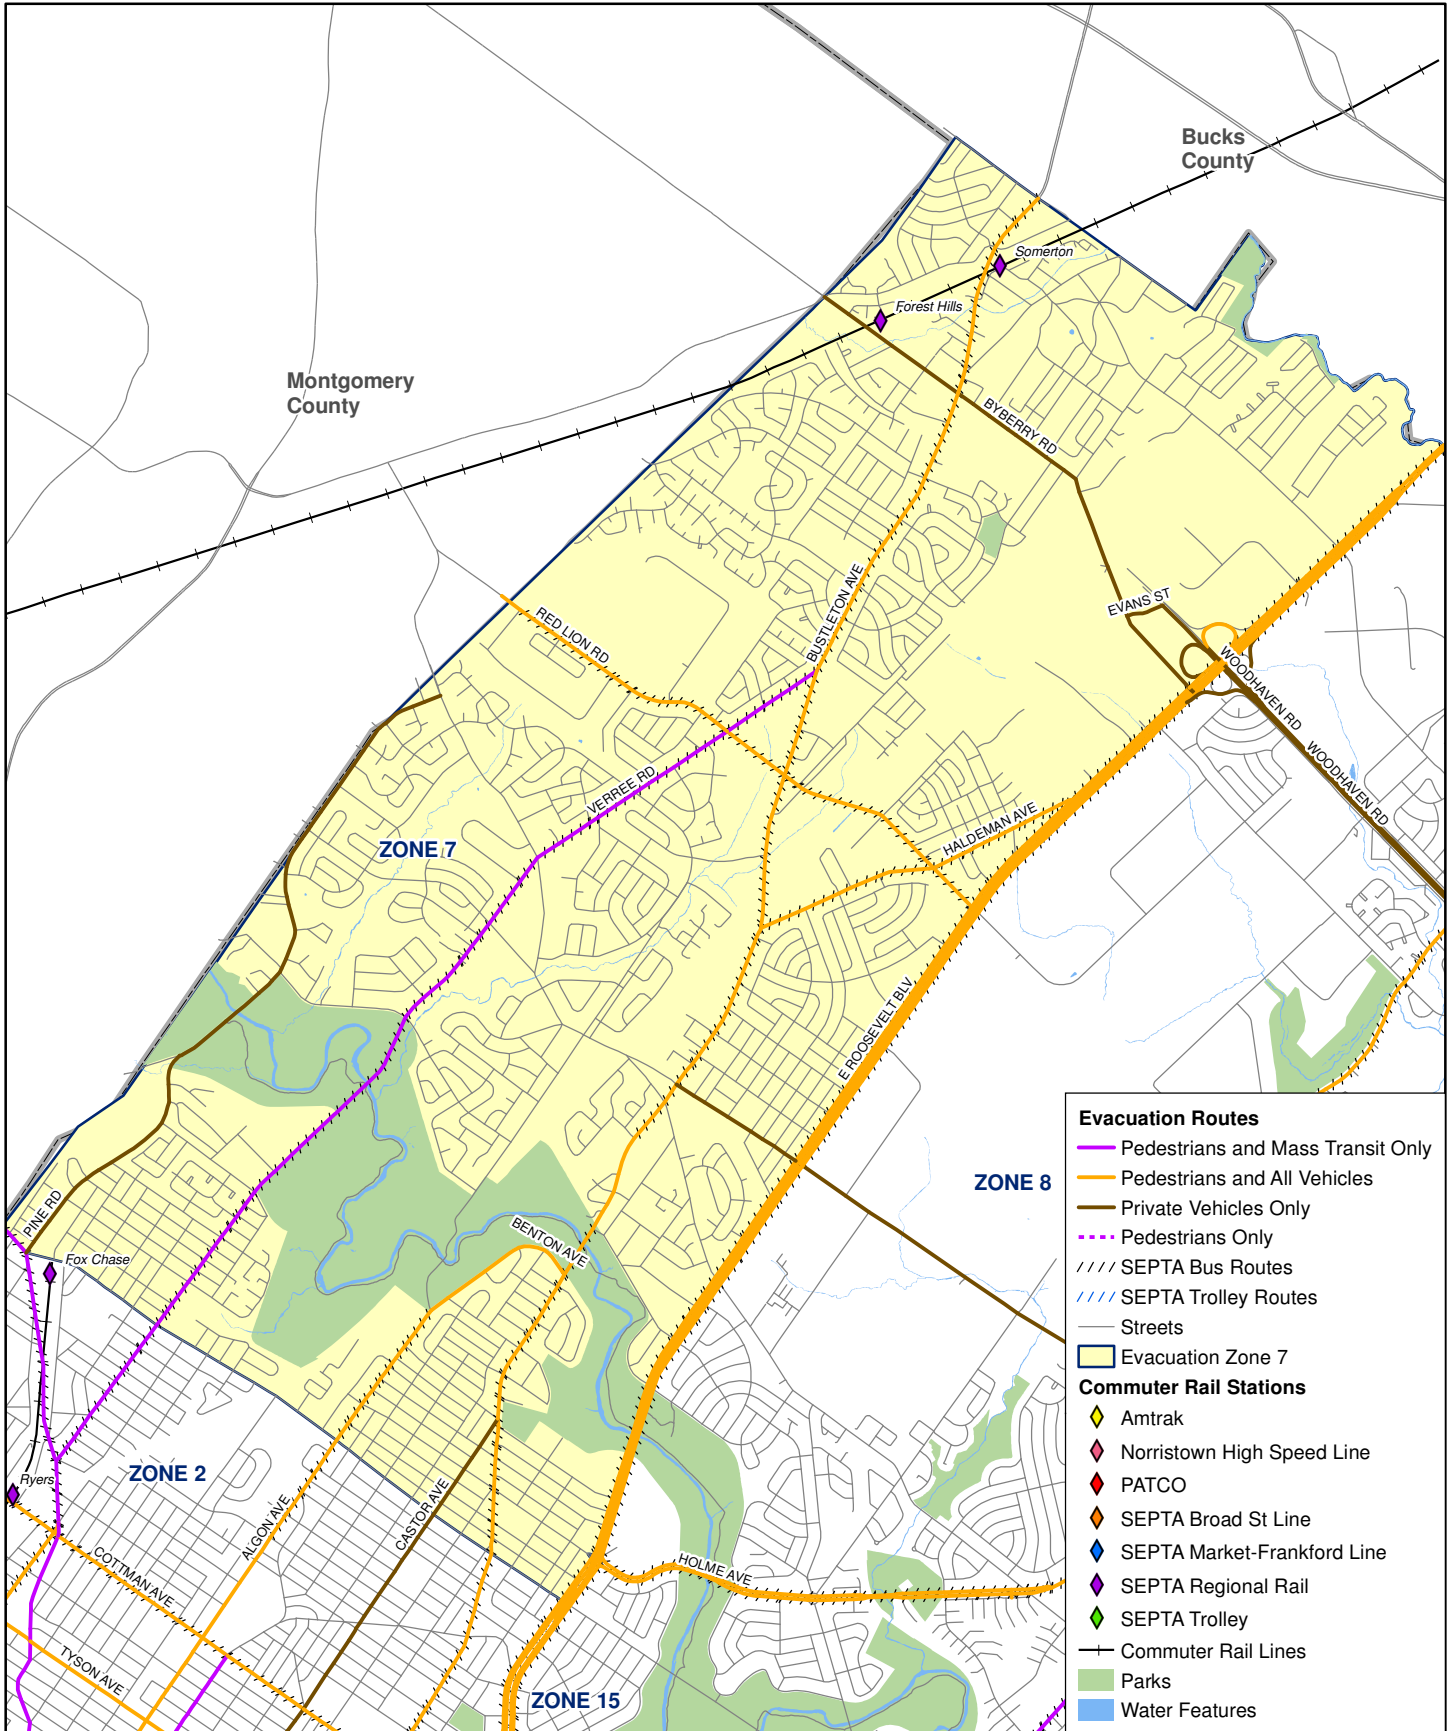 Bucks
County
Somerton
Forest Hills
Montgomery
County
BYBERRY RD
EVANS ST
RED LION RD
BUSTLETON AVE
WOODHAVEN RD
WOODHAVEN RD
VERREE RD
HALDEMAN AVE
ZONE 7
E ROOSEVELT BLV
ZONE 8
PINE RD
BENTON AVE
Fox Chase
Ryers
ZONE 2
ALGON AVE
CASTOR AVE
COTTMAN AVE
HOLME AVE
TYSON AVE
ZONE 15
Evacuation Routes
Pedestrians and Mass Transit Only
Pedestrians and All Vehicles
Private Vehicles Only
Pedestrians Only
SEPTA Bus Routes
SEPTA Trolley Routes
Streets
Evacuation Zone 7
Commuter Rail Stations
Amtrak
Norristown High Speed Line
PATCO
SEPTA Broad St Line
SEPTA Market-Frankford Line
SEPTA Regional Rail
SEPTA Trolley
Commuter Rail Lines
Parks
Water Features